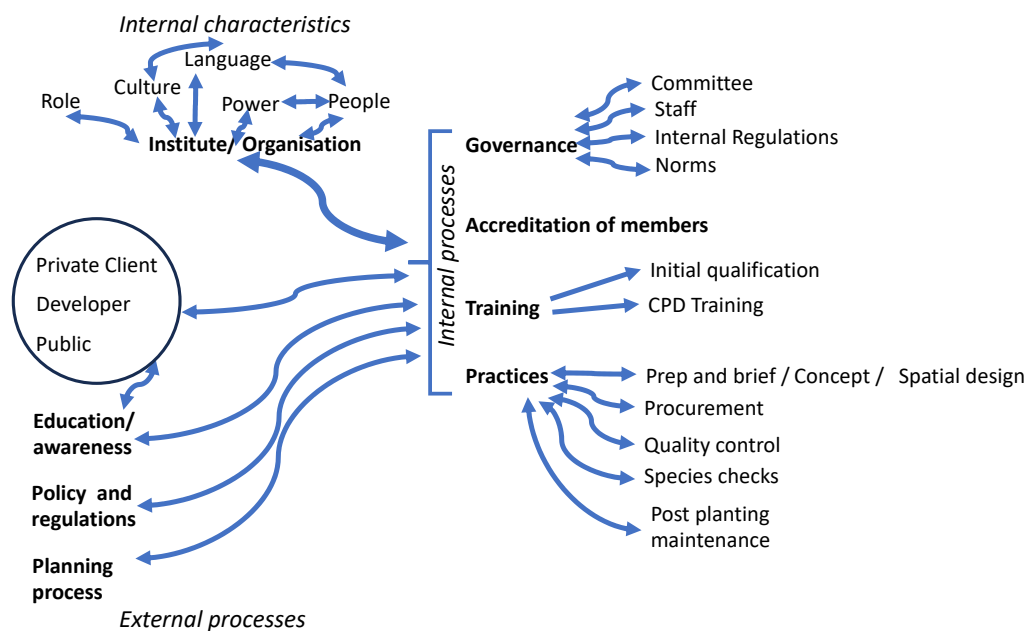 Internal characteristics
Language
Culture
Role
Power
People
Institute/ Organisation
Private Client
Developer
Public
Education/
awareness
Policy and
regulations
Planning
process
External processes
Internal processes
Governance
Committee
Staff
Internal Regulations
Norms
Accreditation of members
Training
Initial qualification
CPD Training
Practices
Prep and brief / Concept / Spatial design
Procurement
Quality control
Species checks
Post planting
maintenance